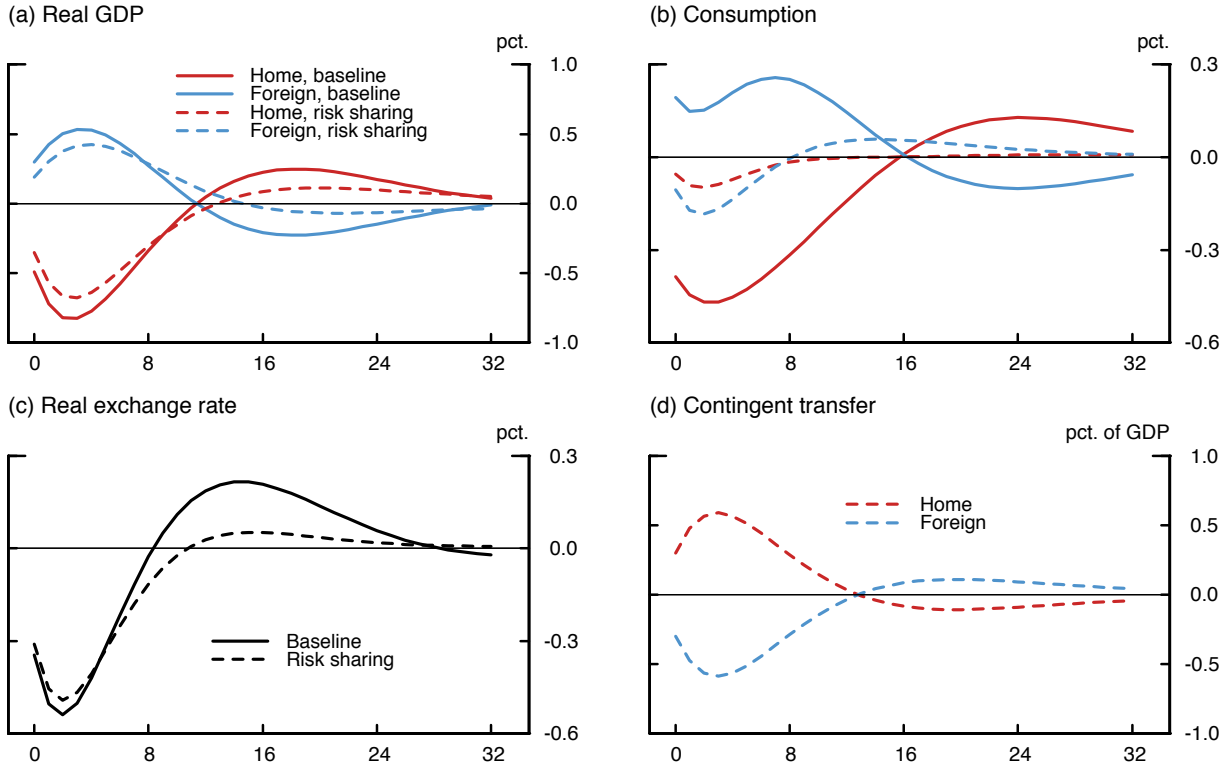 (a) Real GDP
pct.
1.0
0.5
0.0
-0.5
-1.0
Home, baseline
Foreign, baseline
Home, risk sharing
Foreign, risk sharing
0 8 16 24 32
(b) Consumption
pct.
0.3
0.0
-0.3
-0.6
0 8 16 24 32
(c) Real exchange rate
pct.
0.3
0.0
-0.3
-0.6
Baseline
Risk sharing
0 8 16 24 32
(d) Contingent transfer
pct. of GDP
1.0
0.5
0.0
-0.5
-1.0
Home
Foreign
0 8 16 24 32